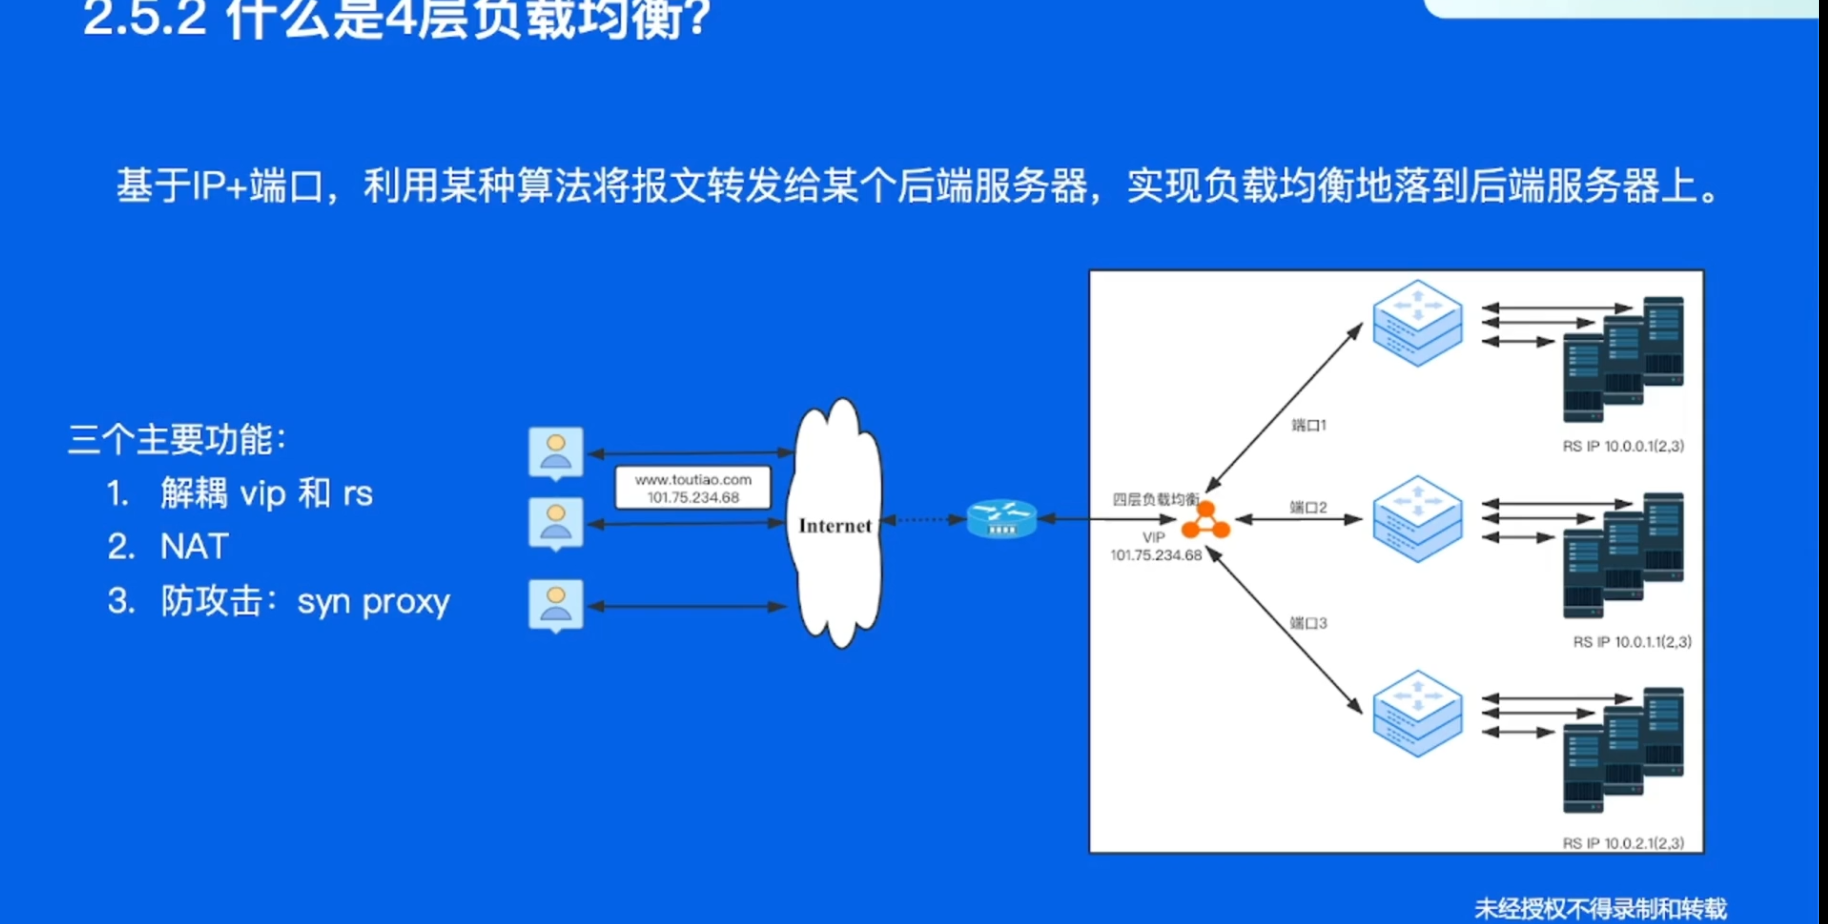 2.5.2 什么是4层负载均衡?
基于IP+端口，利用某种算法将报文转发给某个后端服务器，实现负载均衡地落到后端服务器上。
三个主要功能：
1. 解耦 vip 和 rs
2. NAT
3. 防攻击：syn proxy
www.toutiao.com
101.75.234.68
Internet
四层负载均衡
VIP
101.75.234.68
端口1
端口2
端口3
RS IP 10.0.0.1(2,3)
RS IP 10.0.1.1(2,3)
RS IP 10.0.2.1(2,3)
未经授权不得录制和转载